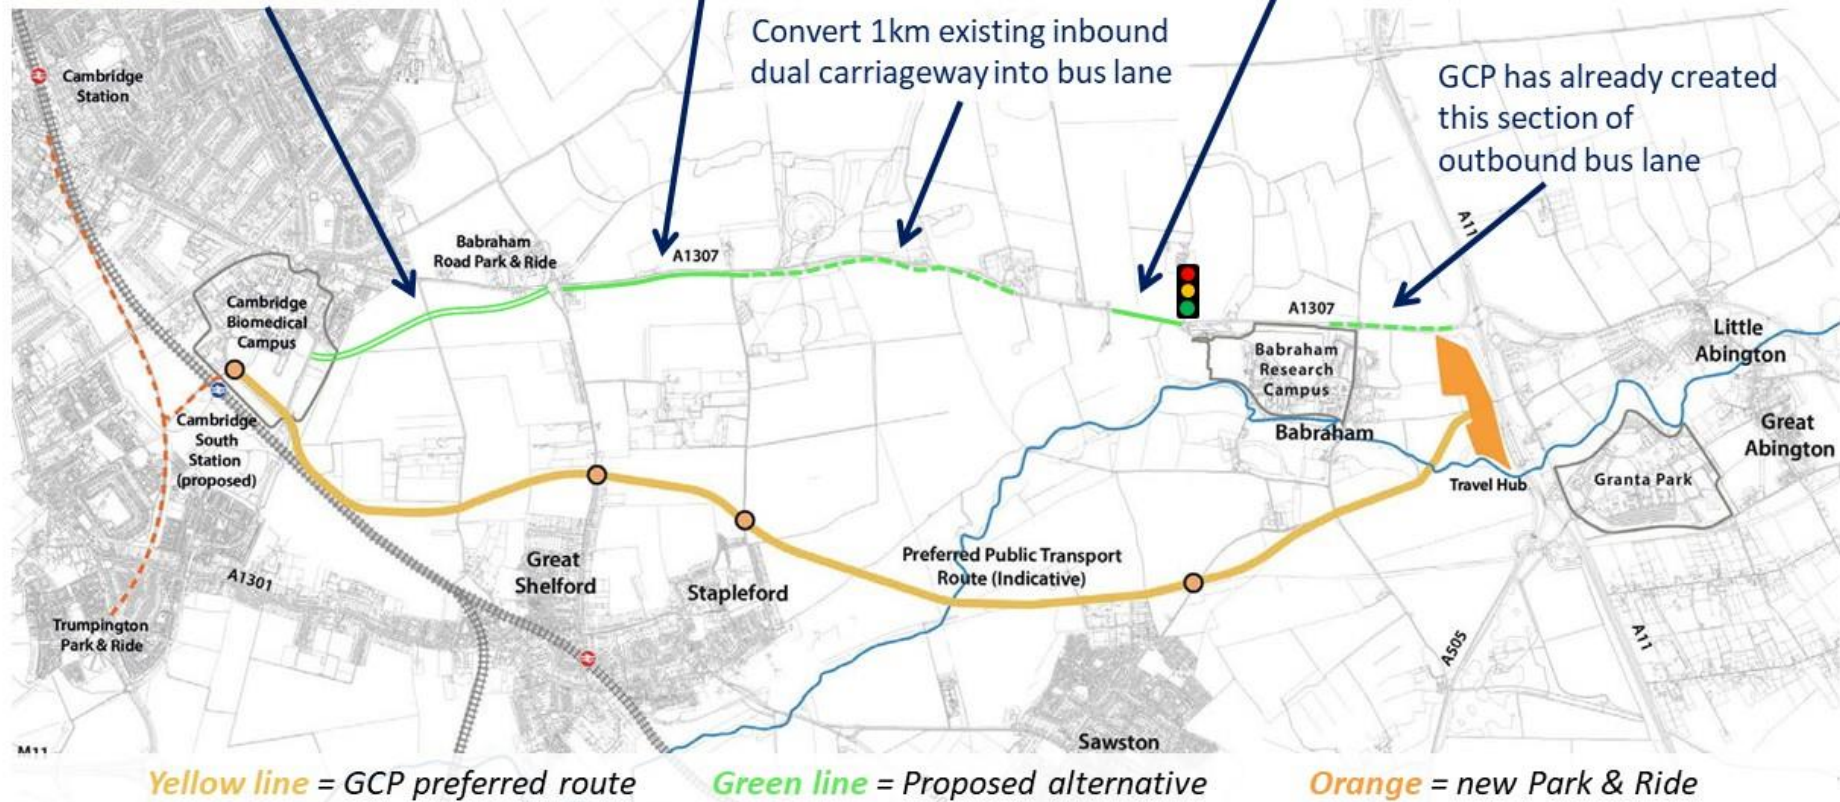 Convert 1km existing inbound
dual carriageway into bus lane
GCP has already created
this section of
outbound bus lane
Cambridge
Station
Babraham
Road Park & Ride
A1307
A11
Cambridge
Biomedical
Campus
A1307
Babraham
Research
Campus
Little
Abington
Cambridge
South
Station
(proposed)
Babraham
Great
Abington
Travel Hub
Granta Park
Great
Shelford
Stapleford
Preferred Public Transport
Route (Indicative)
A1301
Trumpington
Park & Ride
A505
A11
Sawston
M11
Yellow line = GCP preferred route
Green line = Proposed alternative
Orange = new Park & Ride